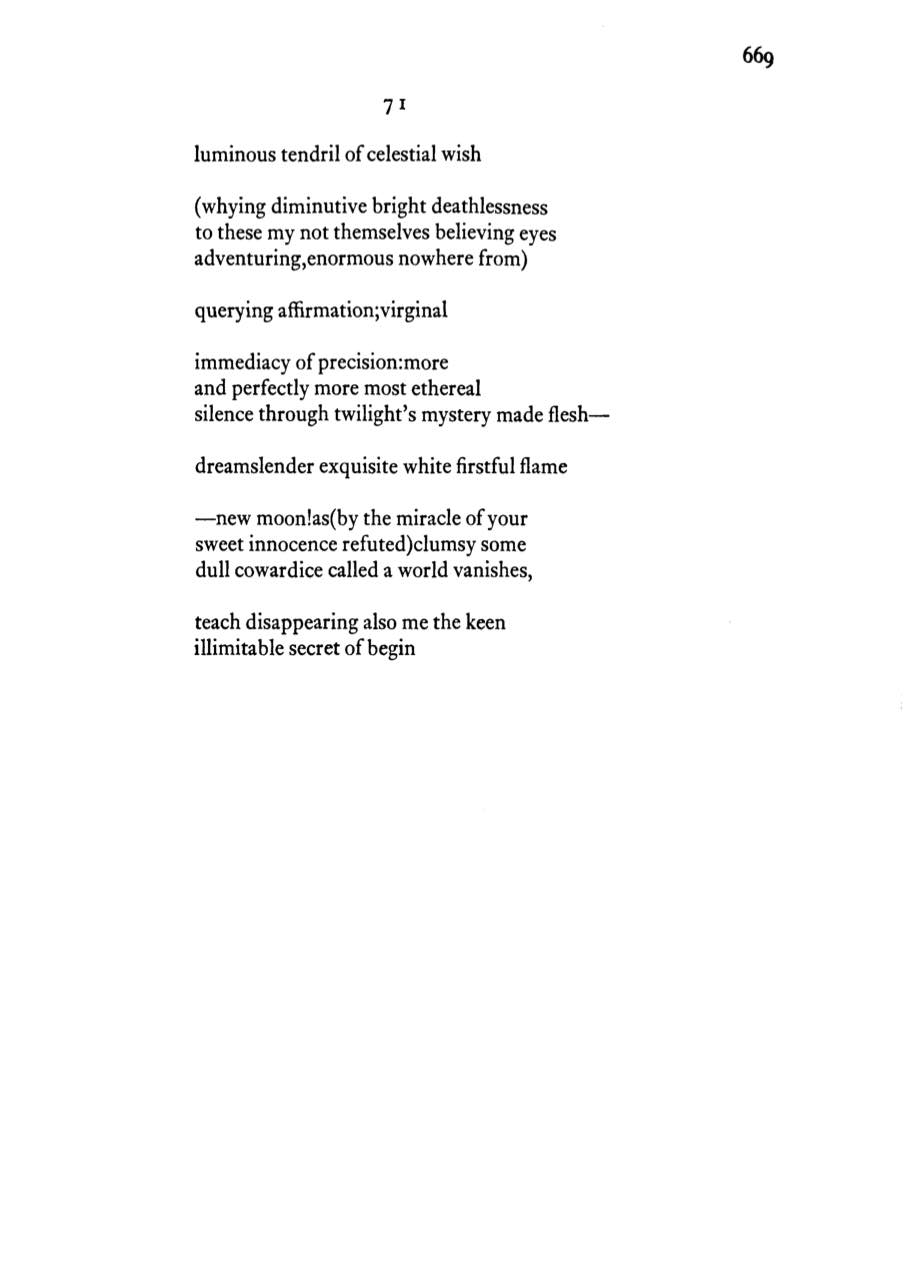 669
71
luminous tendril of celestial wish
(whying diminutive bright deathlessness
to these my not themselves believing eyes
adventuring,enormous nowhere from)
querying affirmation;virginal
immediacy of precision:more
and perfectly more most ethereal
silence through twilight's mystery made flesh—
dreamslender exquisite white firstful flame
—new moon!as(by the miracle of your
sweet innocence refuted)clumsy some
dull cowardice called a world vanishes,
teach disappearing also me the keen
illimitable secret of begin